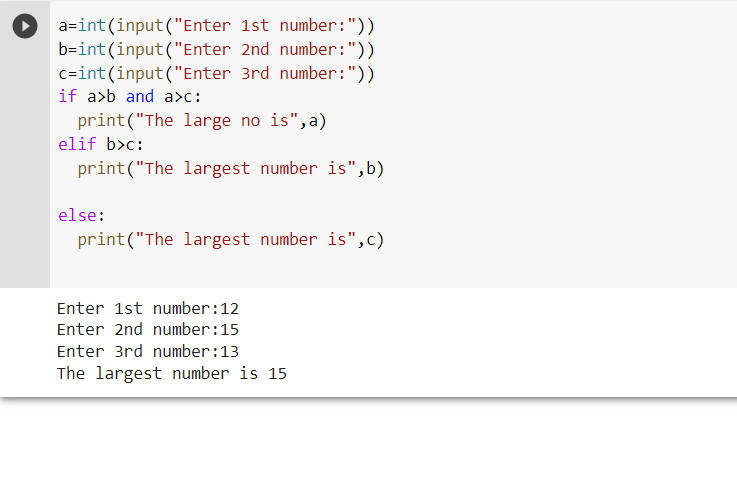 a=int(input("Enter 1st number:"))
b=int(input("Enter 2nd number:"))
c=int(input("Enter 3rd number:"))
if a>b and a>c:
  print("The large no is",a)
elif b>c:
  print("The largest number is",b)

else:
  print("The largest number is",c)
Enter 1st number:12
Enter 2nd number:15
Enter 3rd number:13
The largest number is 15